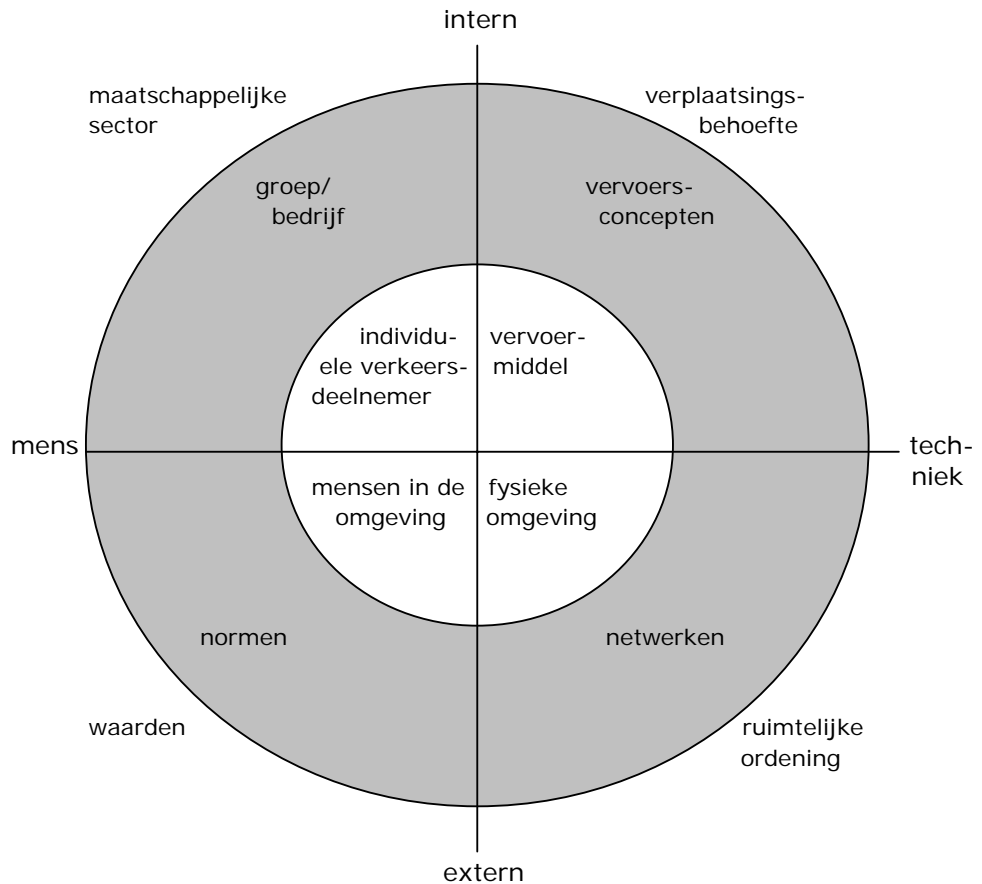 intern
maatschappelijke
sector
verplaatsings-
behoefte
groep/
bedrijf
vervoers-
concepten
individu-
ele verkeers-
deelnemer
vervoer-
middel
mens
tech-
niek
mensen in de
omgeving
fysieke
omgeving
normen
netwerken
waarden
ruimtelijke
ordening
extern